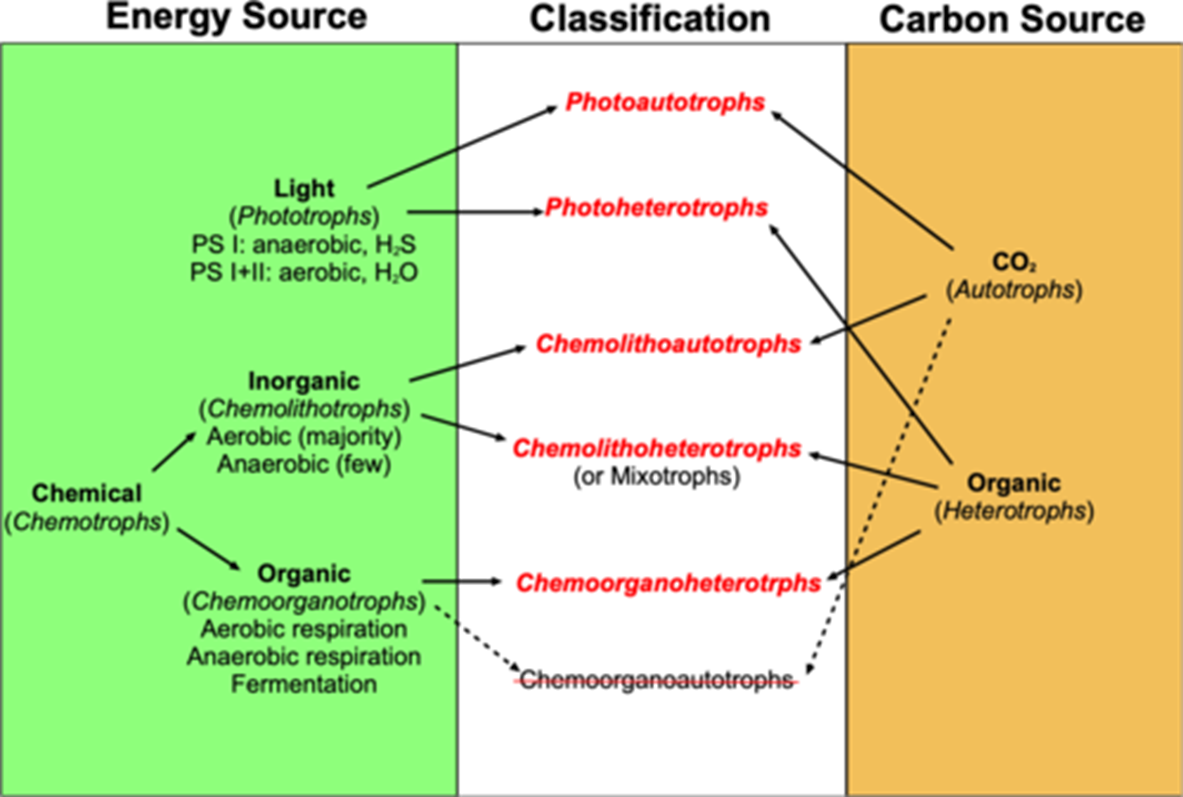 Energy Source
Classification
Carbon Source
Photoautotrophs
Light
(Phototrophs)
PS I: anaerobic, H₂S
PS I+II: aerobic, H₂O
Photoheterotrophs
CO₂
(Autotrophs)
Chemolithoautotrophs
Inorganic
(Chemolithotrophs)
Aerobic (majority)
Anaerobic (few)
Chemolithoheterotrophs
(or Mixotrophs)
Chemical
(Chemotrophs)
Organic
(Heterotrophs)
Organic
(Chemoorganotrophs)
Aerobic respiration
Anaerobic respiration
Fermentation
Chemoorganoheterotrphs
Chemoorganoautotrophs